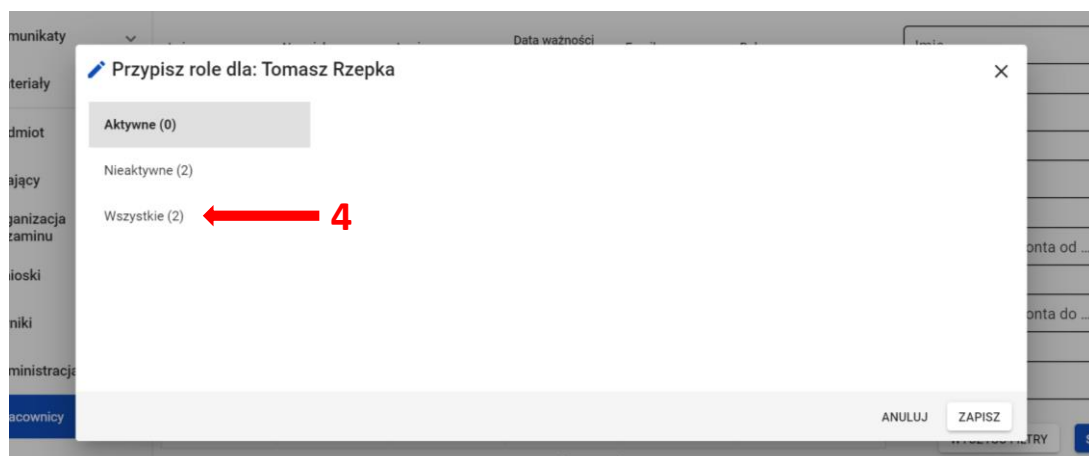 munikaty
Data ważności
Przypisz role dla: Tomasz Rzepka
teriały
Aktywne (0)
dmiot
Nieaktywne (2)
ający
Wszystkie (2)
4
ganizacja
zaminu
onta od ...
ioski
niki
onta do ...
ministracja
acownicy
ANULUJ
ZAPISZ